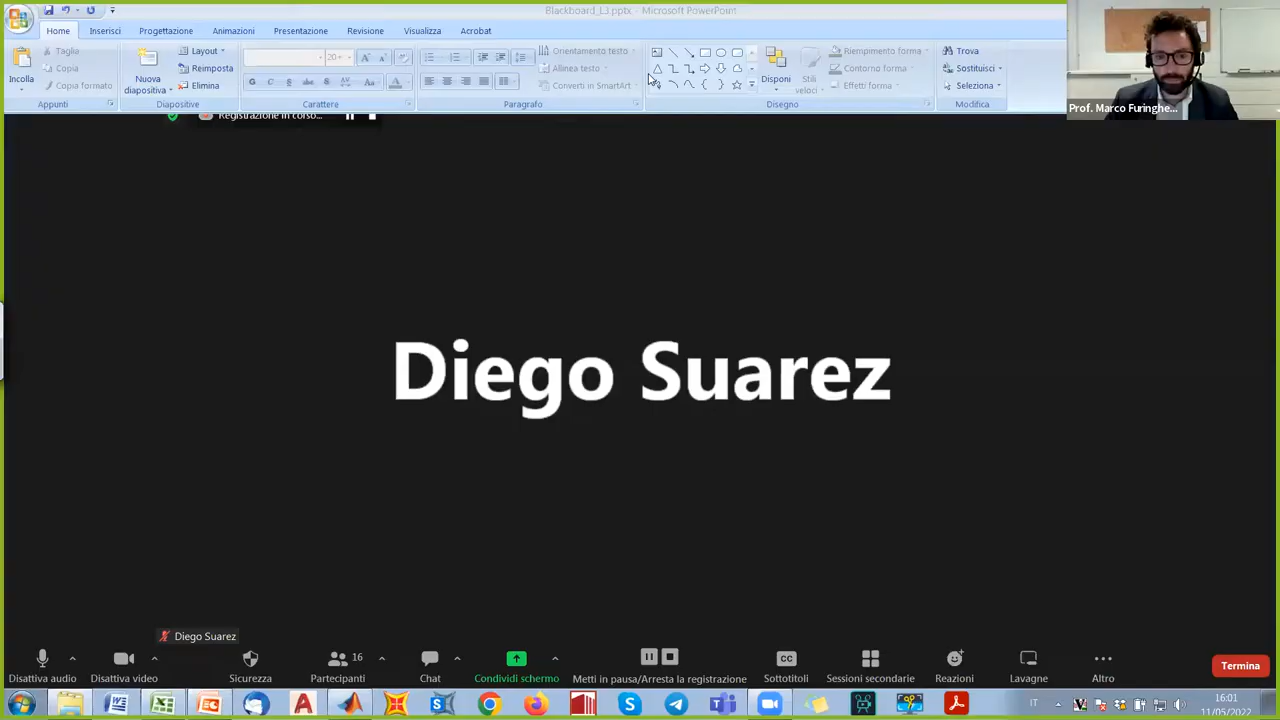 Blackboard_L3.pptx - Microsoft PowerPoint
Home Inserisci Progettazione Animazioni Presentazione Revisione Visualizza Acrobat
Incolla
Taglia
Copia
Copia formato
Appunti
Nuova diapositiva
Layout
Reimposta
Elimina
Diapositive
20
G C S S abc AV Aa A
Carattere
Orientamento testo
Allinea testo
Converti in SmartArt
Paragrafo
Disponi
Stili veloci
Riempimento forma
Contorno forma
Effetti forma
Disegno
Trova
Sostituisci
Seleziona
Modifica
Prof. Marco Furinghe...
Registrazione in corso...
Diego Suarez
Diego Suarez
Disattiva audio
Disattiva video
Sicurezza
16
Partecipanti
Chat
Condividi schermo
Metti in pausa/Arresta la registrazione
CC
Sottotitoli
Sessioni secondarie
Reazioni
Lavagne
Altro
Termina
IT
16:01
11/05/2022